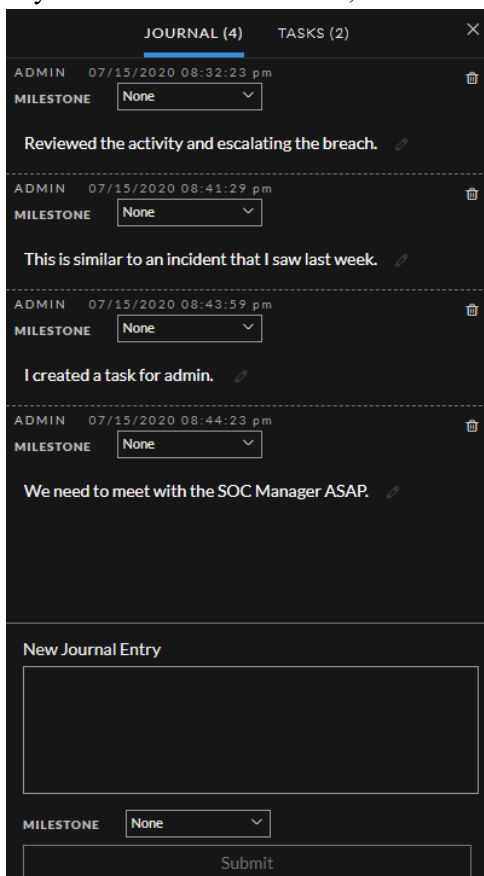 JOURNAL (4) TASKS (2)
ADMIN 07/15/2020 08:32:23 pm
MILESTONE None
Reviewed the activity and escalating the breach.
ADMIN 07/15/2020 08:41:29 pm
MILESTONE None
This is similar to an incident that I saw last week.
ADMIN 07/15/2020 08:43:59 pm
MILESTONE None
I created a task for admin.
ADMIN 07/15/2020 08:44:23 pm
MILESTONE None
We need to meet with the SOC Manager ASAP.
New Journal Entry
MILESTONE None
Submit